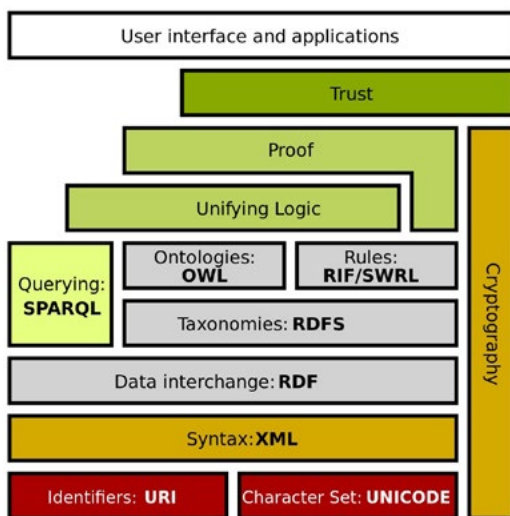 User interface and applications
Trust
Proof
Unifying Logic
Querying:
SPARQL
Ontologies:
OWL
Rules:
RIF/SWRL
Taxonomies: RDFS
Data interchange: RDF
Syntax:XML
Identifiers: URI
Character Set: UNICODE
Cryptography